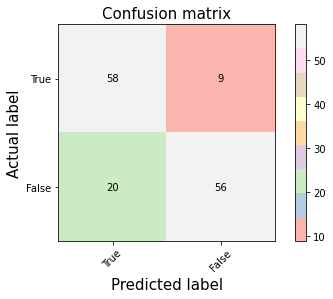 Confusion matrix
Actual label
True
58
9
False
20
56
True
False
Predicted label
50
40
30
20
10